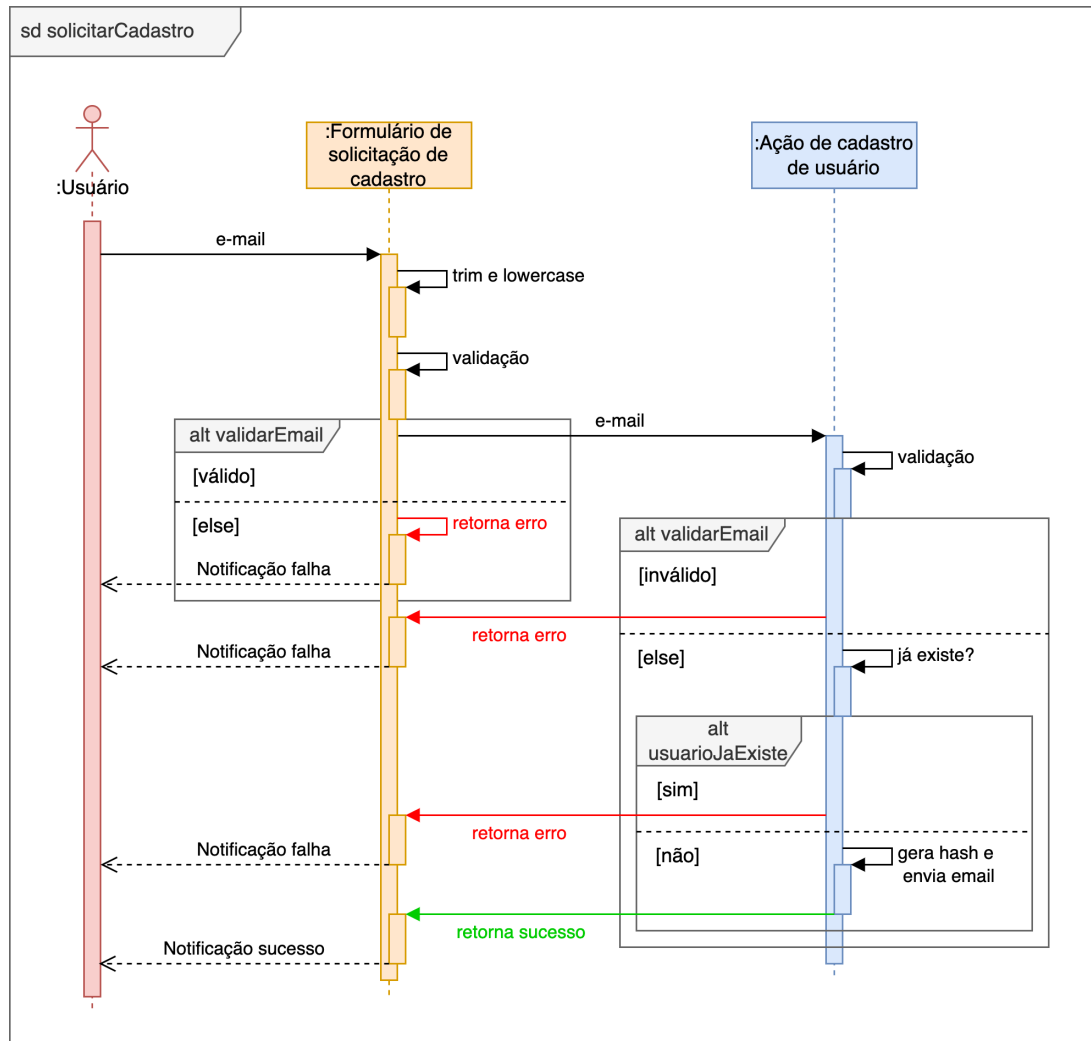 sd solicitarCadastro
:Usuário
:Formulário de
solicitação de
cadastro
:Ação de cadastro
de usuário
e-mail
trim e lowercase
validação
e-mail
alt validarEmail
validação
[válido]
[else]
retorna erro
alt validarEmail
Notificação falha
[inválido]
retorna erro
Notificação falha
[else]
já existe?
alt
usuarioJaExiste
[sim]
retorna erro
Notificação falha
[não]
gera hash e
envia email
retorna sucesso
Notificação sucesso